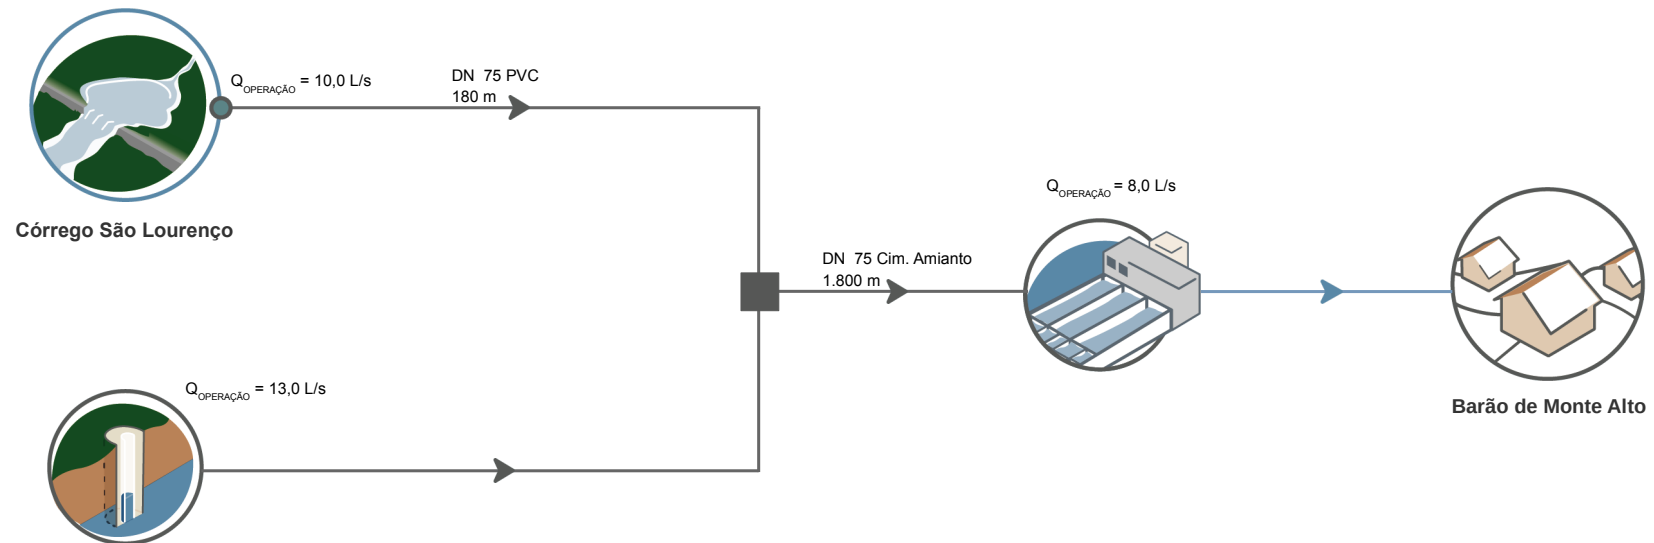 Q OPERAÇÃO = 10,0 L/s
DN 75 PVC
180 m
Córrego São Lourenço
Q OPERAÇÃO = 8,0 L/s
DN 75 Cim. Amianto
1.800 m
Q OPERAÇÃO = 13,0 L/s
Barão de Monte Alto